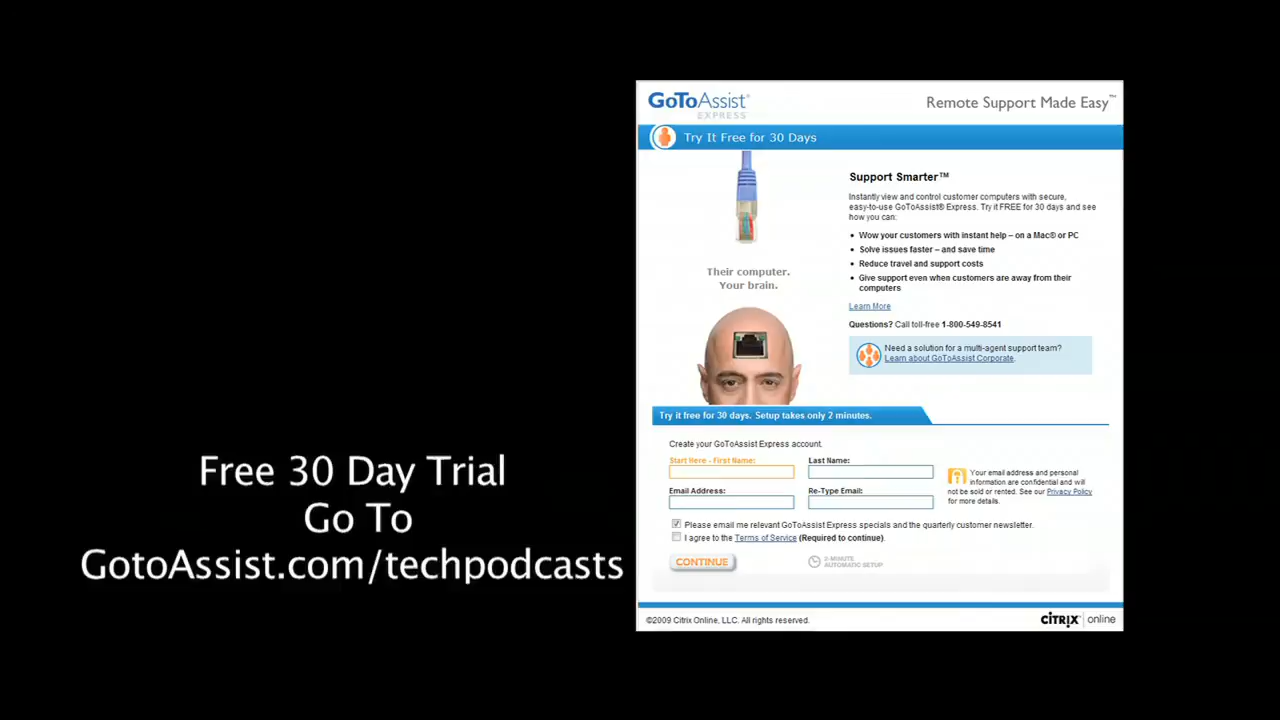 GoToAssist®
EXPRESS™
Remote Support Made Easy™
Try It Free for 30 Days
Their computer.
Your brain.
Support Smarter™
Instantly view and control customer computers with secure,
easy-to-use GoToAssist® Express. Try it FREE for 30 days and see
how you can:
• Wow your customers with instant help – on a Mac® or PC
• Solve issues faster – and save time
• Reduce travel and support costs
• Give support even when customers are away from their
computers
Learn More
Questions? Call toll-free 1-800-549-8541
Need a solution for a multi-agent support team?
Learn about GoToAssist Corporate.
Try it free for 30 days. Setup takes only 2 minutes.
Create your GoToAssist Express account.
Start Here - First Name:
Last Name:
Email Address:
Re-Type Email:
Your email address and personal
information are confidential and will
not be sold or rented. See our Privacy Policy
for more details.
Please email me relevant GoToAssist Express specials and the quarterly customer newsletter.
I agree to the Terms of Service (Required to continue).
CONTINUE
2-MINUTE
AUTOMATIC SETUP
©2009 Citrix Online, LLC. All rights reserved.
CITRIX® online
Free 30 Day Trial
Go To
GotoAssist.com/techpodcasts